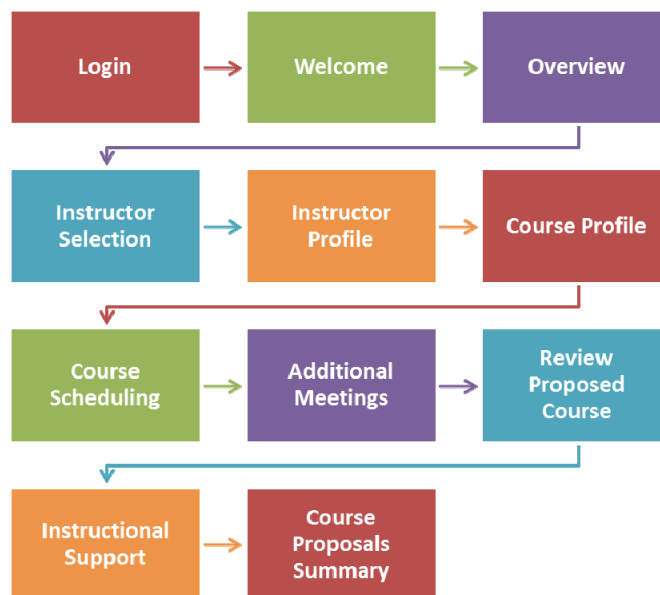 Login
Welcome
Overview
Instructor
Selection
Instructor
Profile
Course Profile
Course
Scheduling
Additional
Meetings
Review
Proposed
Course
Instructional
Support
Course
Proposals
Summary